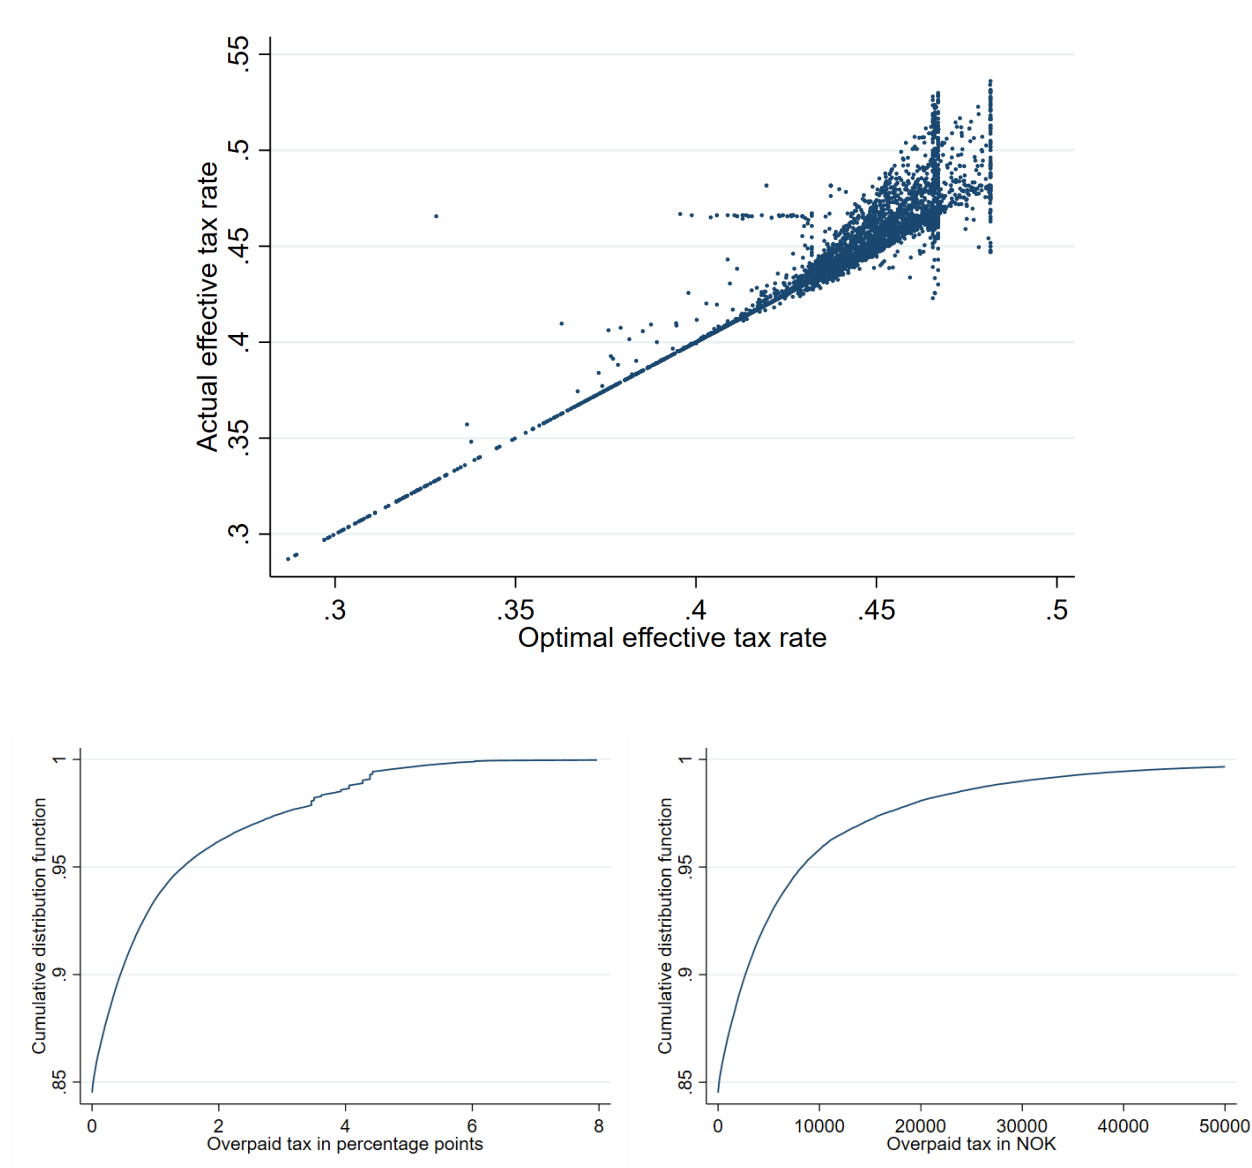 .55
.5
.45
.4
.35
.3
Actual effective tax rate
.3 .35 .4 .45 .5
Optimal effective tax rate
1
.95
.9
.85
Cumulative distribution function
0 2 4 6 8
Overpaid tax in percentage points
1
.95
.9
.85
Cumulative distribution function
0 10000 20000 30000 40000 50000
Overpaid tax in NOK